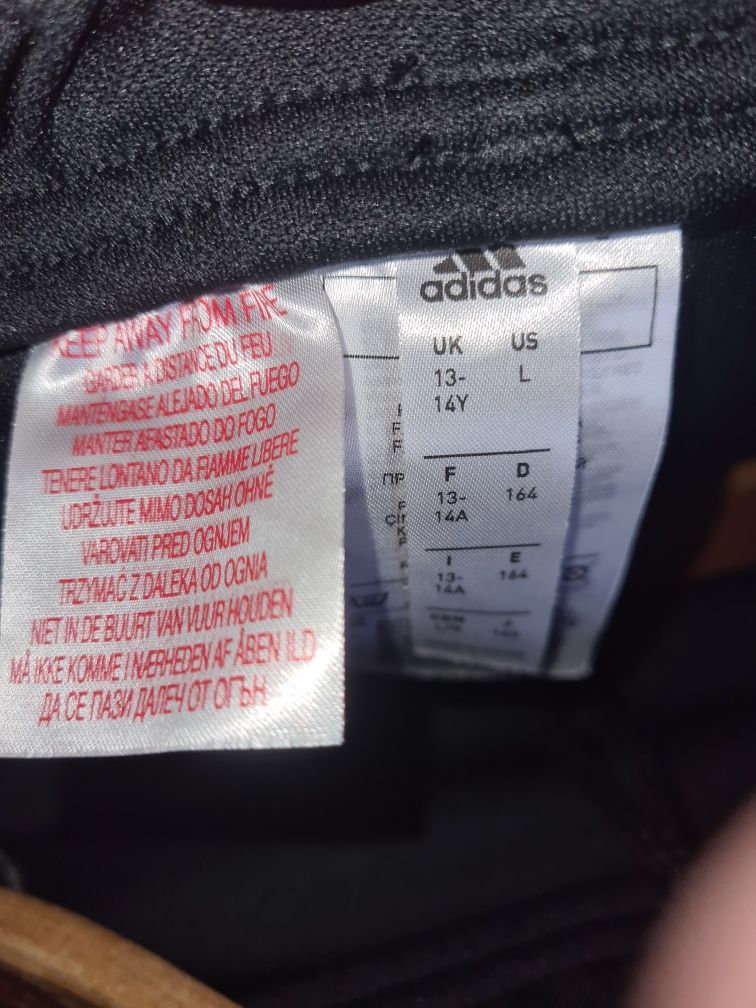 KEEP AWAY FROM FIRE
GARDER A DISTANCE DU FEU
MANTÉNGASE ALEJADO DEL FUEGO
MANTER AFASTADO DO FOGO
TENERE LONTANO DA FIAMME LIBERE
UDRŽUJTE MIMO DOSAH OHNĚ
VAROVATI PRED OGNJEM
TRZYMAĆ Z DALEKA OD OGNIA
NIET IN DE BUURT VAN VUUR HOUDEN
MÅ IKKE KOMME I NÆRHEDEN AF ÅBEN ILD
ДА СЕ ПАЗИ ДАЛЕЧ ОТ ОГЪН
adidas
UK US
13-14Y L
F D
13-14A 164
I E
13-14A 164